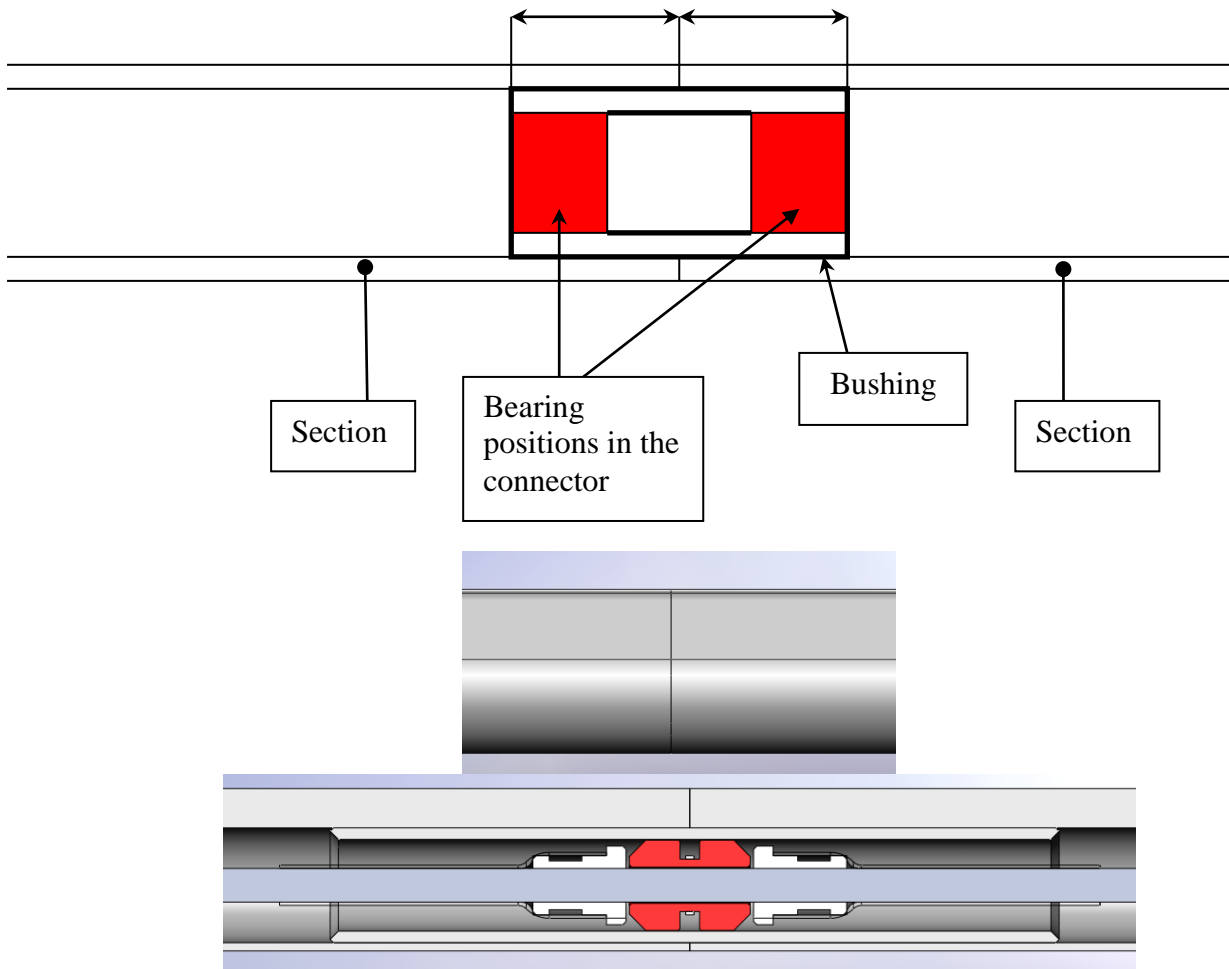 Bushing
Section
Bearing
positions in the
connector
Section